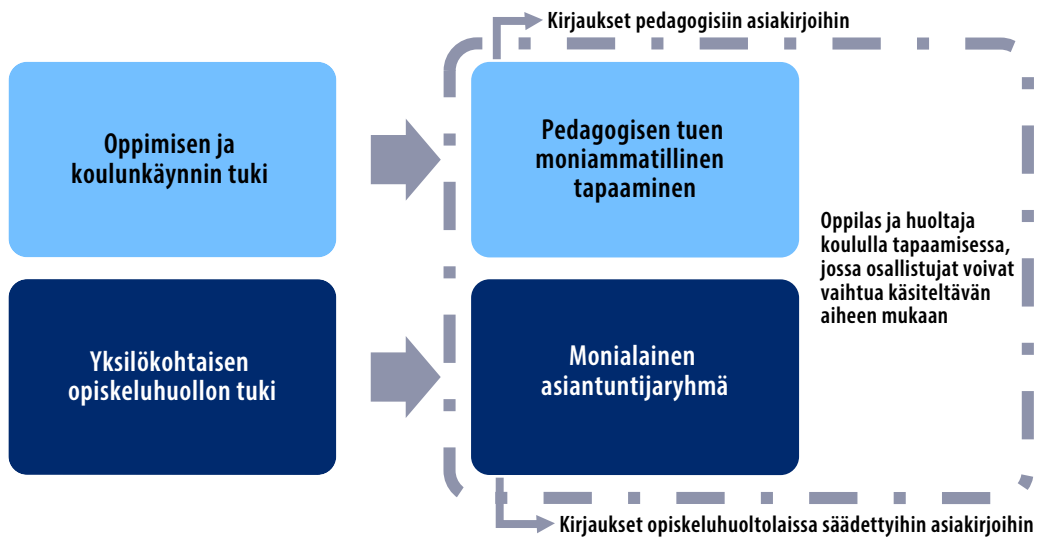 Kirjaukset pedagogisiin asiakirjoihin
Oppimisen ja
koulunkäynnin tuki
Pedagogisen tuen
moniammatillinen
tapaaminen
Oppilas ja huoltaja
koululla tapaamisessa,
jossa osallistujat voivat
vaihtua käsiteltävän
aiheen mukaan
Yksilökohtaisen
opiskeluhuollon tuki
Monialainen
asiantuntijaryhmä
Kirjaukset opiskeluhuoltolaissa säädettyihin asiakirjoihin